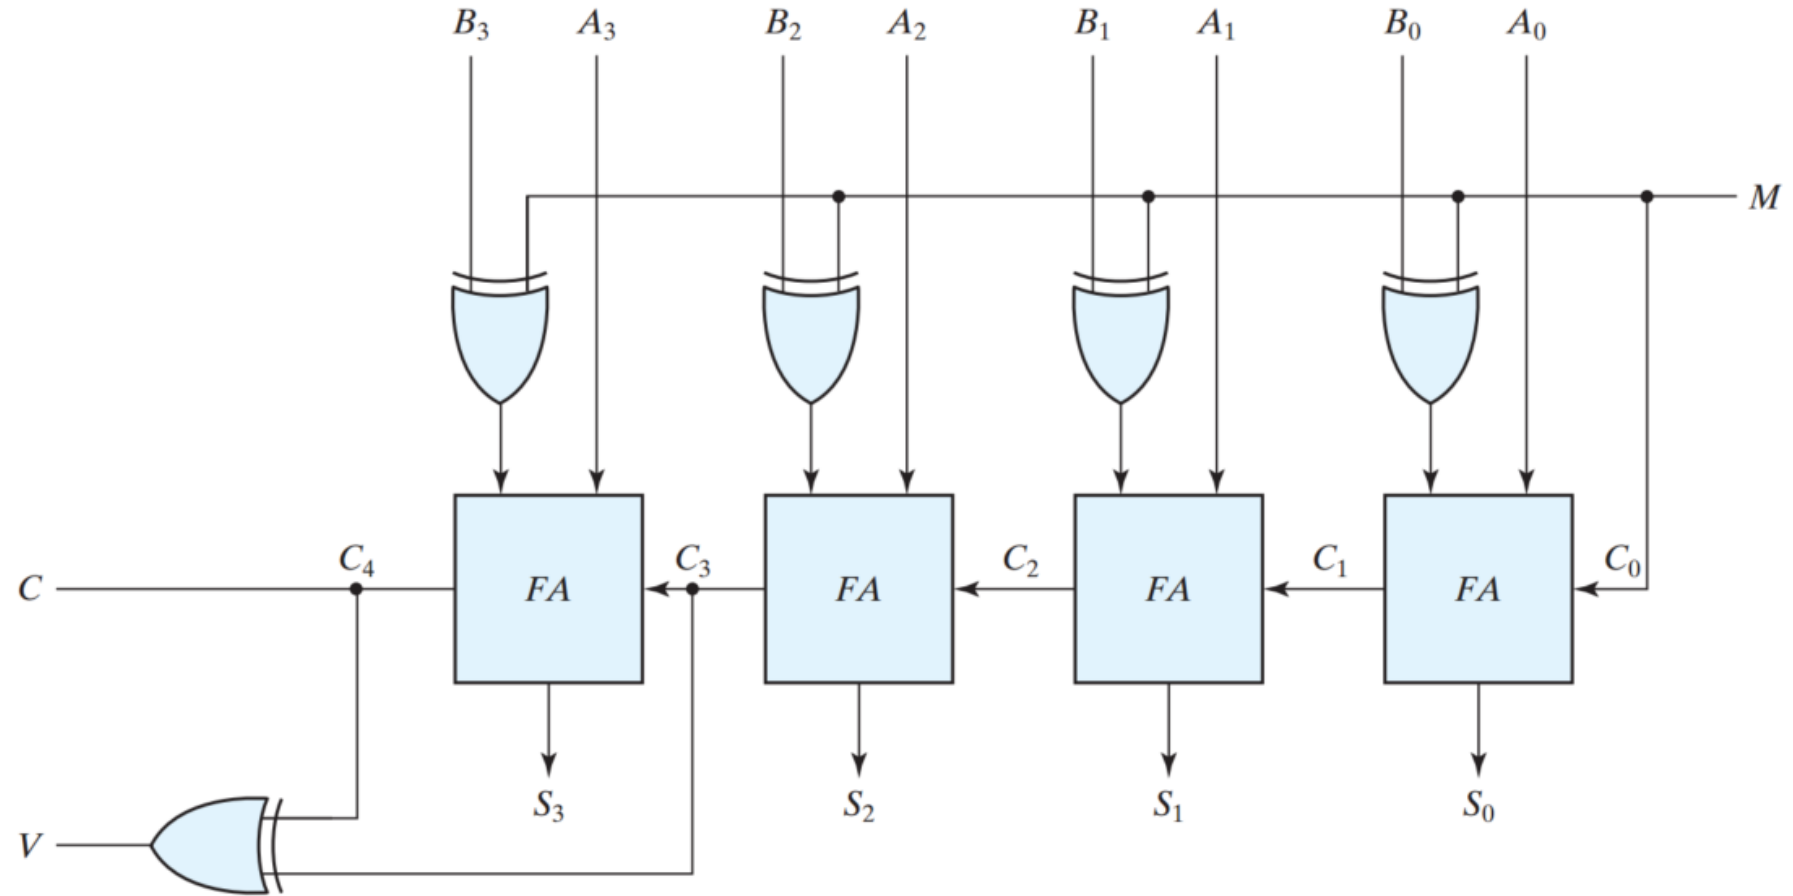 B₃ A₃ B₂ A₂ B₁ A₁ B₀ A₀
M
C C₄ FA C₃ FA C₂ FA C₁ FA C₀
S₃ S₂ S₁ S₀
V